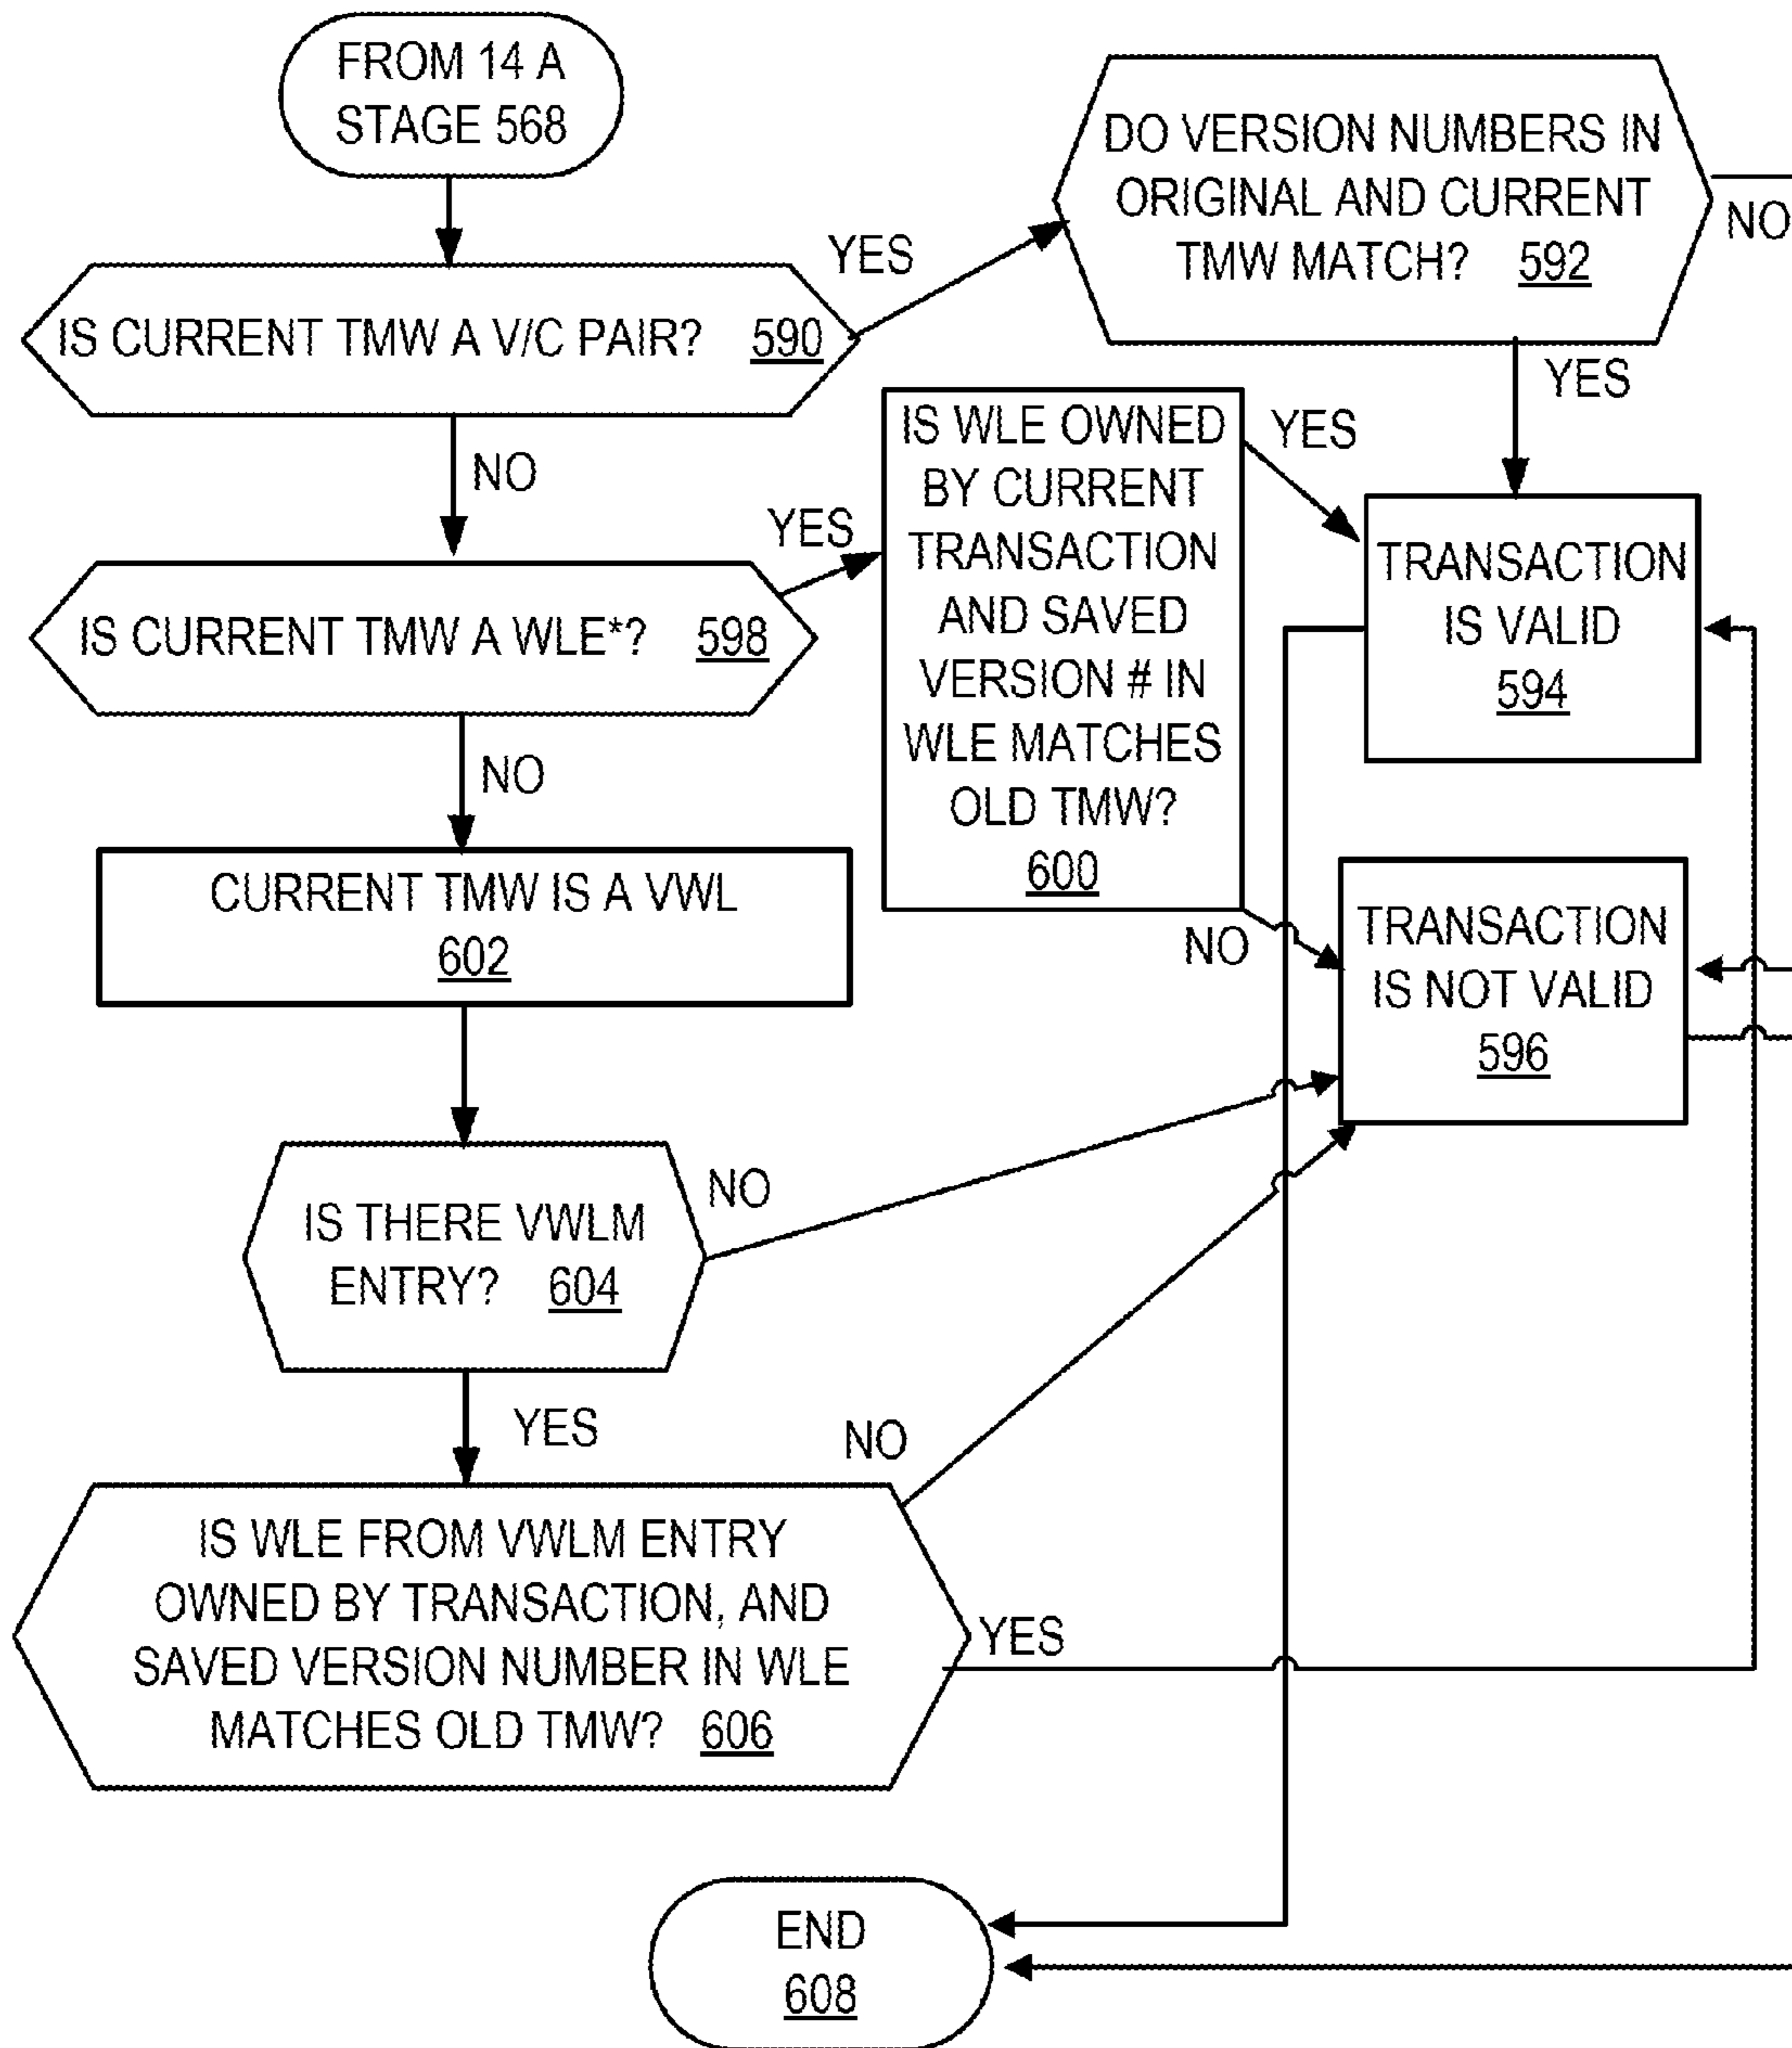 FROM 14 A
STAGE 568
DO VERSION NUMBERS IN
ORIGINAL AND CURRENT
TMW MATCH? 592
NO
YES
IS CURRENT TMW A V/C PAIR? 590
YES
NO
IS WLE OWNED
BY CURRENT
TRANSACTION
AND SAVED
VERSION # IN
WLE MATCHES
OLD TMW?
600
YES
NO
YES
IS CURRENT TMW A WLE*? 598
NO
TRANSACTION
IS VALID
594
CURRENT TMW IS A VWL
602
TRANSACTION
IS NOT VALID
596
IS THERE VWLM
ENTRY? 604
NO
YES
NO
IS WLE FROM VWLM ENTRY
OWNED BY TRANSACTION, AND
SAVED VERSION NUMBER IN WLE
MATCHES OLD TMW? 606
YES
END
608